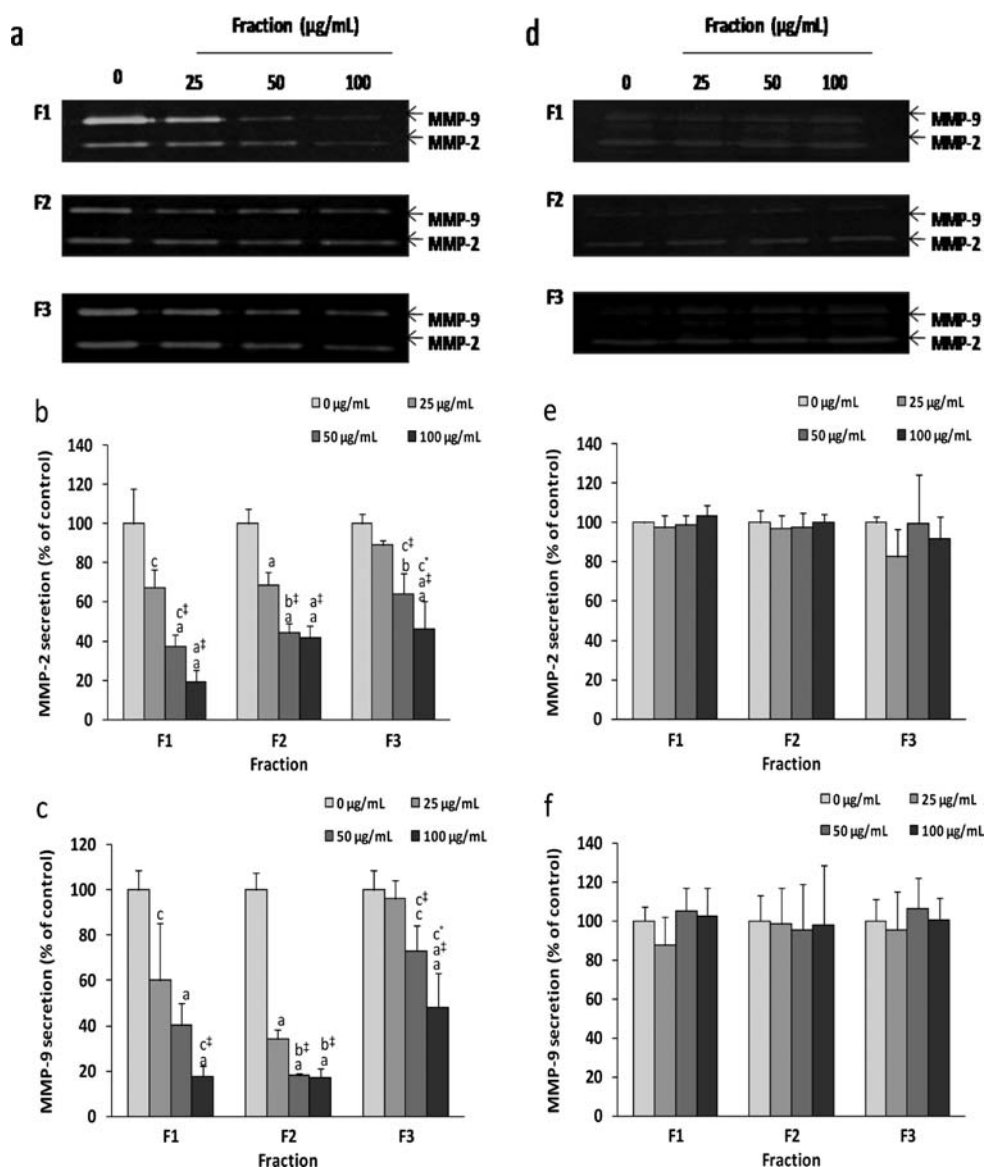 a
Fraction (µg/mL)
0 25 50 100
F1
MMP-9
MMP-2
F2
MMP-9
MMP-2
F3
MMP-9
MMP-2
d
Fraction (µg/mL)
0 25 50 100
F1
MMP-9
MMP-2
F2
MMP-9
MMP-2
F3
MMP-9
MMP-2
b
0 µg/mL 25 µg/mL
50 µg/mL 100 µg/mL
MMP-2 secretion (% of control)
140
120
100
80
60
40
20
0
c
c‡
a
a‡
a
a
b‡
a
a‡
a
c‡
b
c*
a‡
a
F1 F2 F3
Fraction
e
0 µg/mL 25 µg/mL
50 µg/mL 100 µg/mL
MMP-2 secretion (% of control)
140
120
100
80
60
40
20
0
F1 F2 F3
Fraction
c
0 µg/mL 25 µg/mL
50 µg/mL 100 µg/mL
MMP-9 secretion (% of control)
120
100
80
60
40
20
0
c
a
c‡
a
a
b‡
a
b‡
a
c‡
c
c*
a‡
a
F1 F2 F3
Fraction
f
0 µg/mL 25 µg/mL
50 µg/mL 100 µg/mL
MMP-9 secretion (% of control)
140
120
100
80
60
40
20
0
F1 F2 F3
Fraction